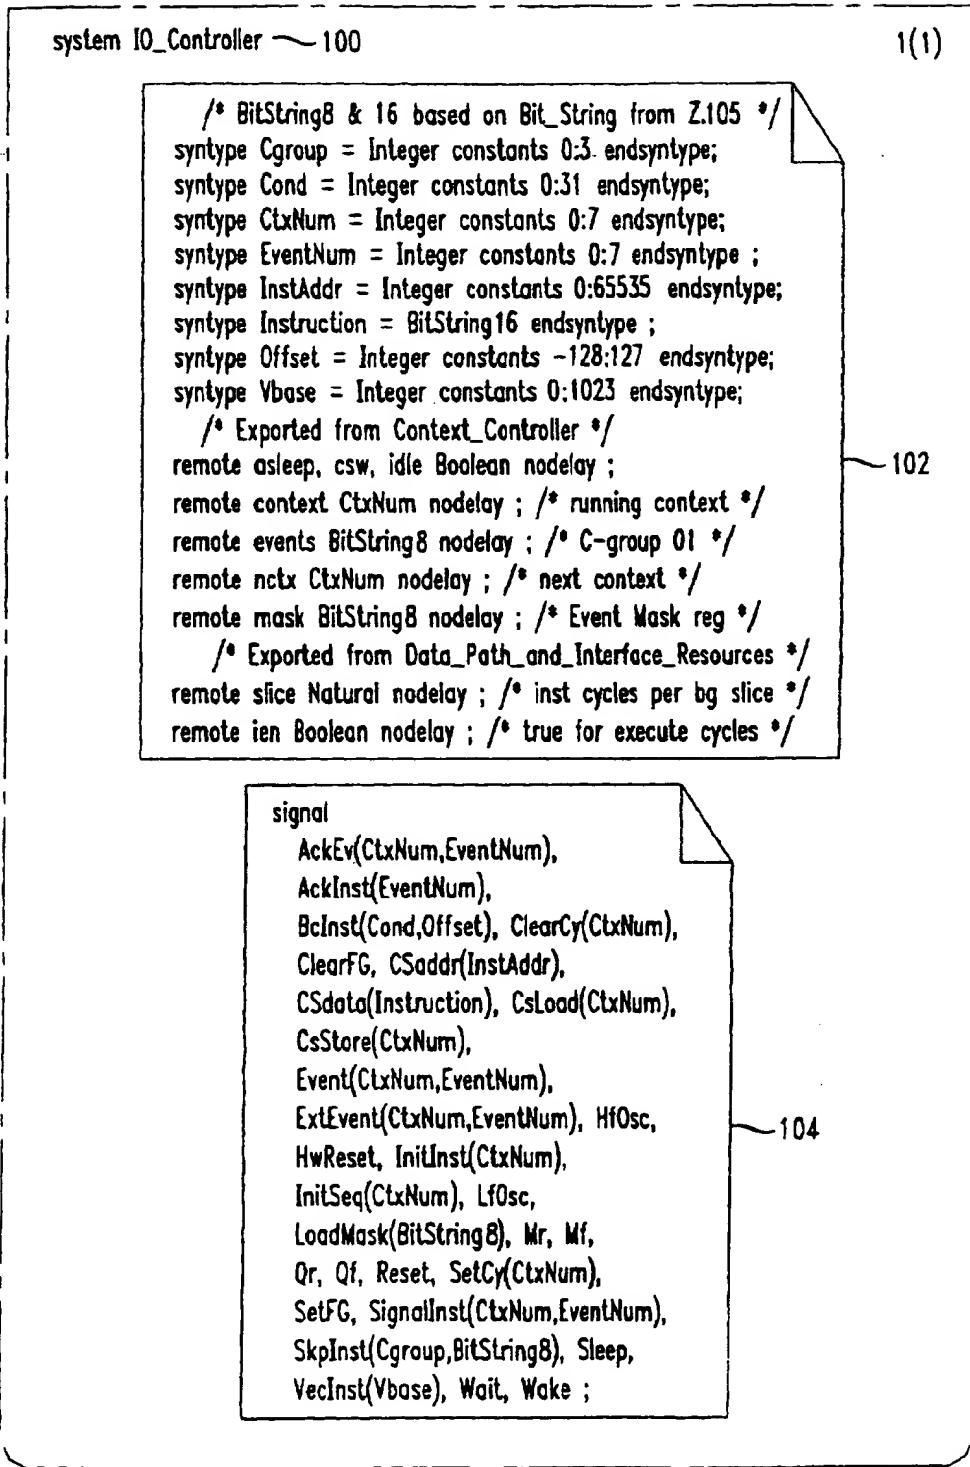 system IO_Controller 100
1(1)
/* BitString8 & 16 based on Bit_String from Z.105 */
syntype Cgroup = Integer constants 0:3 endsyntype;
syntype Cond = Integer constants 0:31 endsyntype;
syntype CtxNum = Integer constants 0:7 endsyntype;
syntype EventNum = Integer constants 0:7 endsyntype ;
syntype InstAddr = Integer constants 0:65535 endsyntype;
syntype Instruction = BitString16 endsyntype ;
syntype Offset = Integer constants -128:127 endsyntype;
syntype Vbase = Integer constants 0:1023 endsyntype;
/* Exported from Context_Controller */
remote asleep, csw, idle Boolean nodelay ;
remote context CtxNum nodelay ; /* running context */
remote events BitString8 nodelay ; /* C-group 01 */
remote nctx CtxNum nodelay ; /* next context */
remote mask BitString8 nodelay ; /* Event Mask reg */
/* Exported from Data_Path_and_Interface_Resources */
remote slice Natural nodelay ; /* inst cycles per bg slice */
remote ien Boolean nodelay ; /* true for execute cycles */
102
signal
AckEv(CtxNum,EventNum),
AckInst(EventNum),
BcInst(Cond,Offset), ClearCy(CtxNum),
ClearFG, CSaddr(InstAddr),
CSdata(Instruction), CsLoad(CtxNum),
CsStore(CtxNum),
Event(CtxNum,EventNum),
ExtEvent(CtxNum,EventNum), HfOsc,
HwReset, InitInst(CtxNum),
InitSeq(CtxNum), LfOsc,
LoadMask(BitString8), Mr, Mf,
Qr, Qf, Reset, SetCy(CtxNum),
SetFG, SignalInst(CtxNum,EventNum),
SkpInst(Cgroup,BitString8), Sleep,
VecInst(Vbase), Wait, Wake ;
104